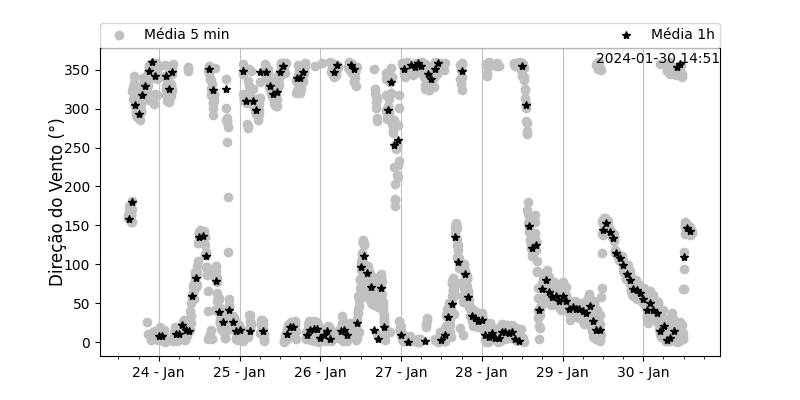 Média 5 min
Média 1h
2024-01-30 14:51
Direção do Vento (°)
350
300
250
200
150
100
50
0
24 - Jan
25 - Jan
26 - Jan
27 - Jan
28 - Jan
29 - Jan
30 - Jan